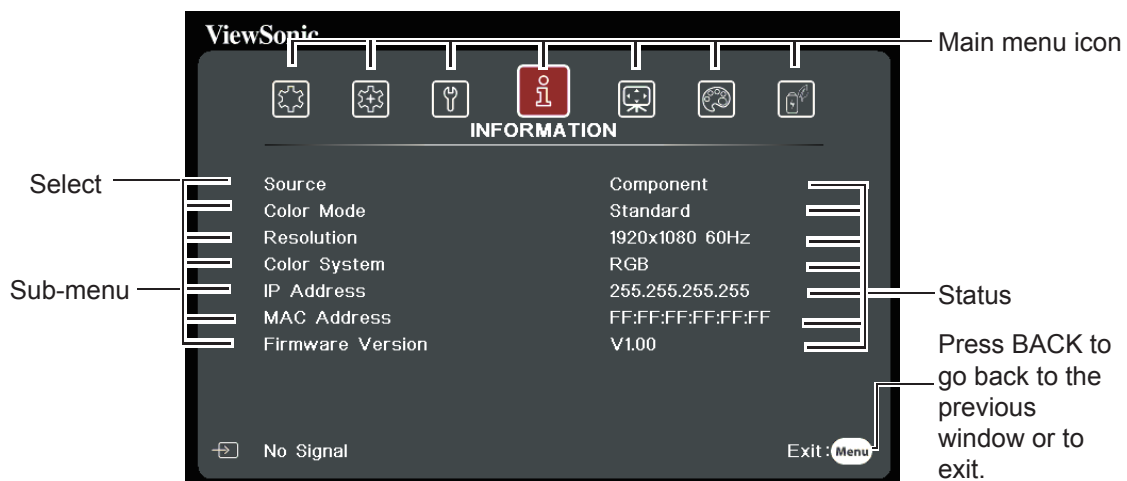 ViewSonic
Main menu icon
INFORMATION
Select
Source Component
Color Mode Standard
Resolution 1920x1080 60Hz
Color System RGB
Sub-menu
IP Address 255.255.255.255
Status
MAC Address FF:FF:FF:FF:FF:FF
Firmware Version V1.00
Press BACK to
go back to the
previous
window or to
exit.
No Signal
Exit: Menu